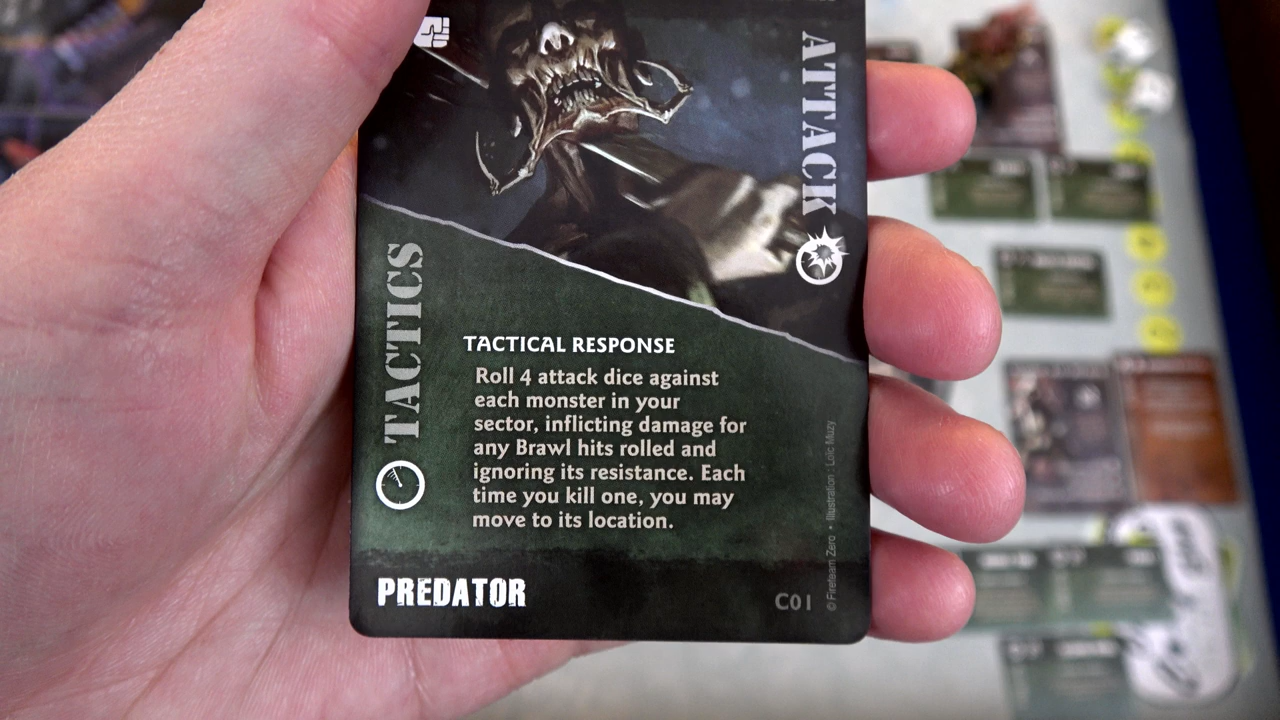 ATTACK
TACTICS
TACTICAL RESPONSE
Roll 4 attack dice against
each monster in your
sector, inflicting damage for
any Brawl hits rolled and
ignoring its resistance. Each
time you kill one, you may
move to its location.
PREDATOR
C01
© Fireteam Zero • Illustration : Loïc Muzy